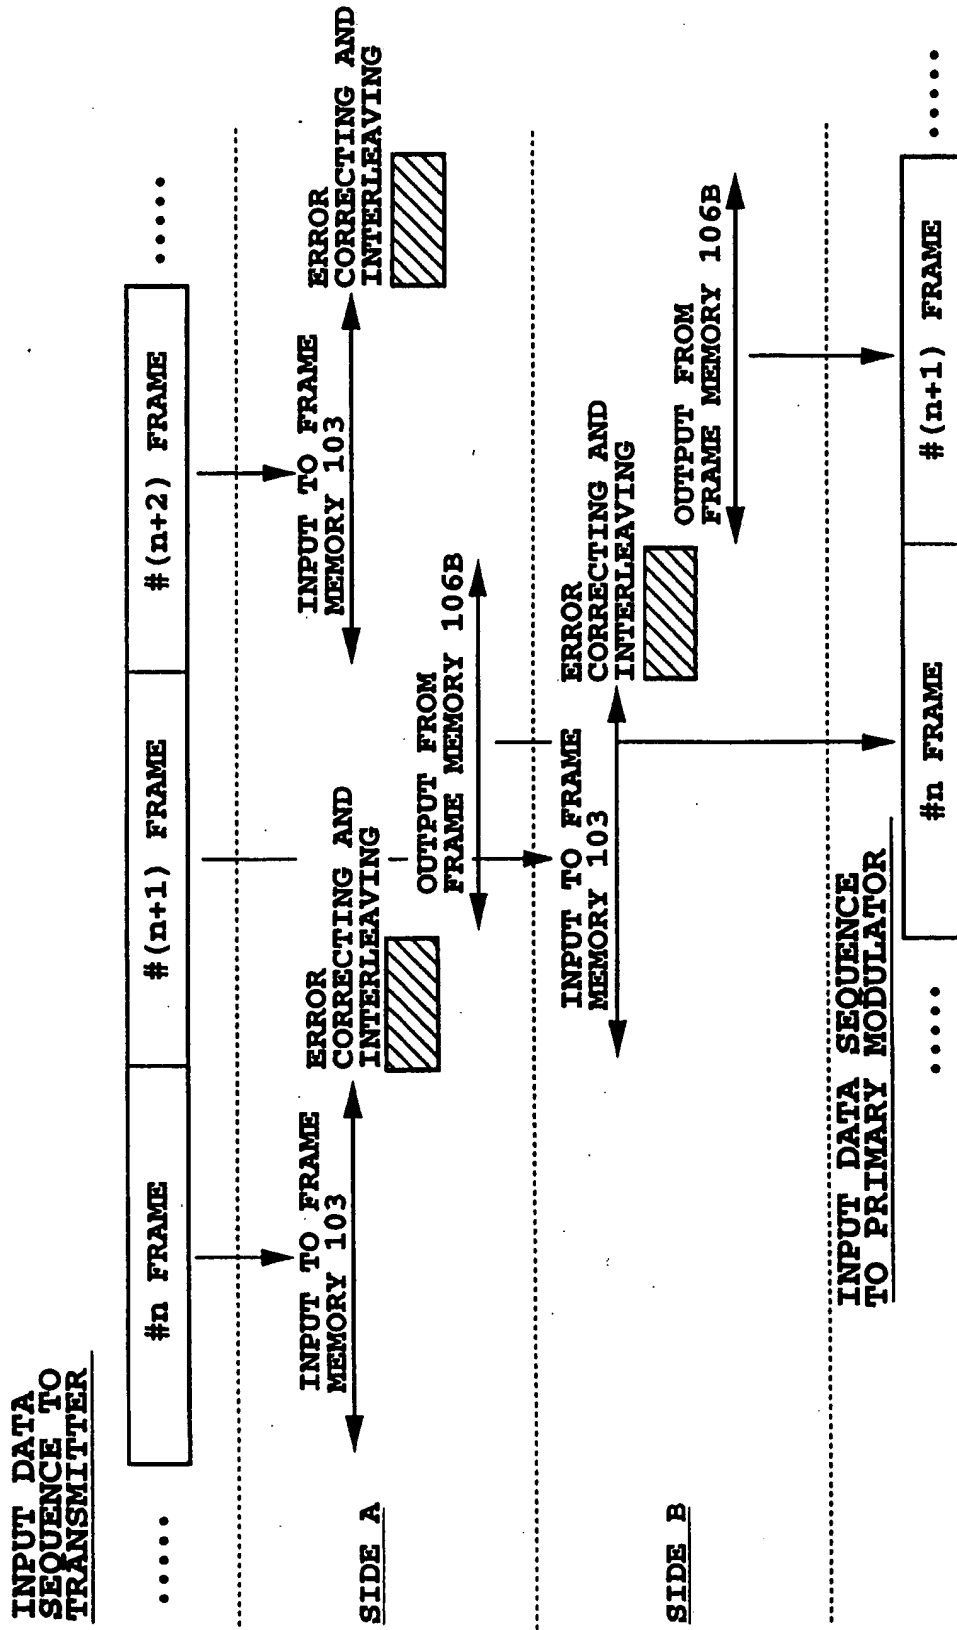 INPUT DATA
SEQUENCE TO
TRANSMITTER
.....
#n FRAME
#(n+1) FRAME
#(n+2) FRAME
.....
SIDE A
INPUT TO FRAME
MEMORY 103
ERROR
CORRECTING AND
INTERLEAVING
OUTPUT FROM
FRAME MEMORY 106B
INPUT TO FRAME
MEMORY 103
ERROR
CORRECTING AND
INTERLEAVING
SIDE B
INPUT TO FRAME
MEMORY 103
ERROR
CORRECTING AND
INTERLEAVING
OUTPUT FROM
FRAME MEMORY 106B
INPUT DATA SEQUENCE
TO PRIMARY MODULATOR
.....
#n FRAME
#(n+1) FRAME
.....